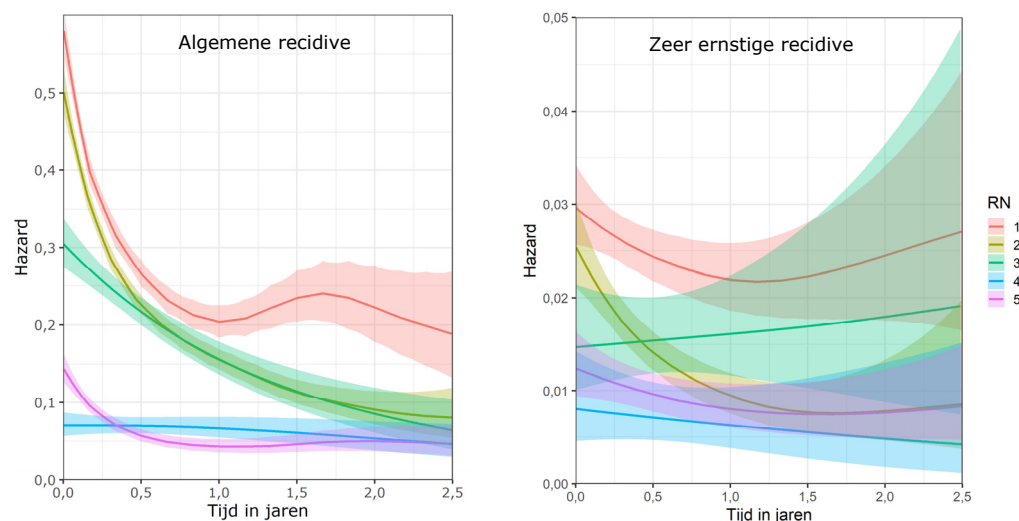 Algemene recidive
Hazard
0,5
0,4
0,3
0,2
0,1
0,0
0,0 0,5 1,0 1,5 2,0 2,5
Tijd in jaren
Zeer ernstige recidive
Hazard
0,05
0,04
0,03
0,02
0,01
0,00
0,0 0,5 1,0 1,5 2,0 2,5
Tijd in jaren
RN
1
2
3
4
5